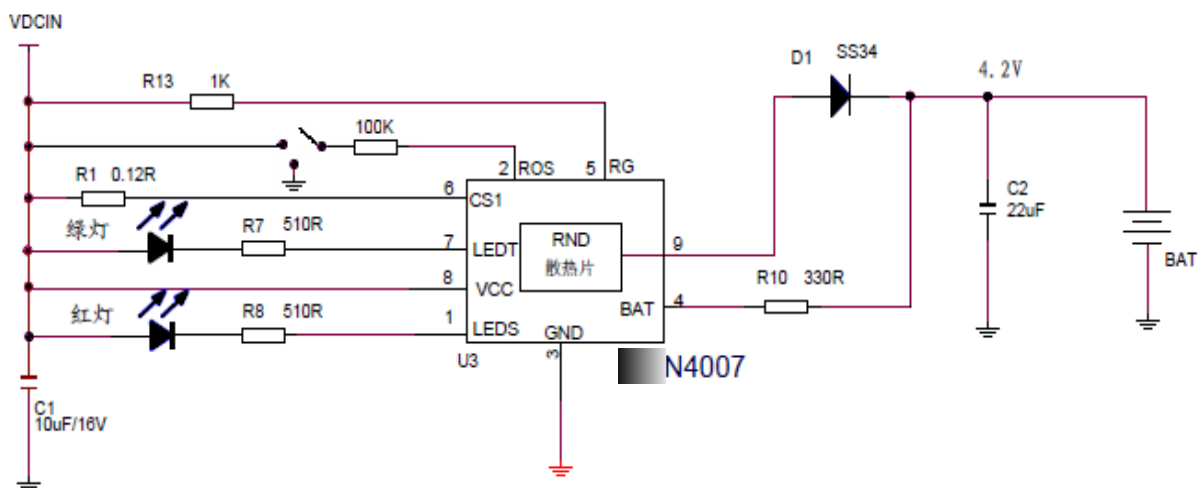 VDCIN
R13 1K
D1 SS34
4.2V
100K
2 ROS 5 RG
R1 0.12R
6 CS1
绿灯
R7 510R
7 LEDT
RND
散热片
9
C2
22uF
BAT
8 VCC
红灯
R8 510R
1 LEDS
R10 330R
BAT 4
GND
3
U3
N4007
C1
10uF/16V